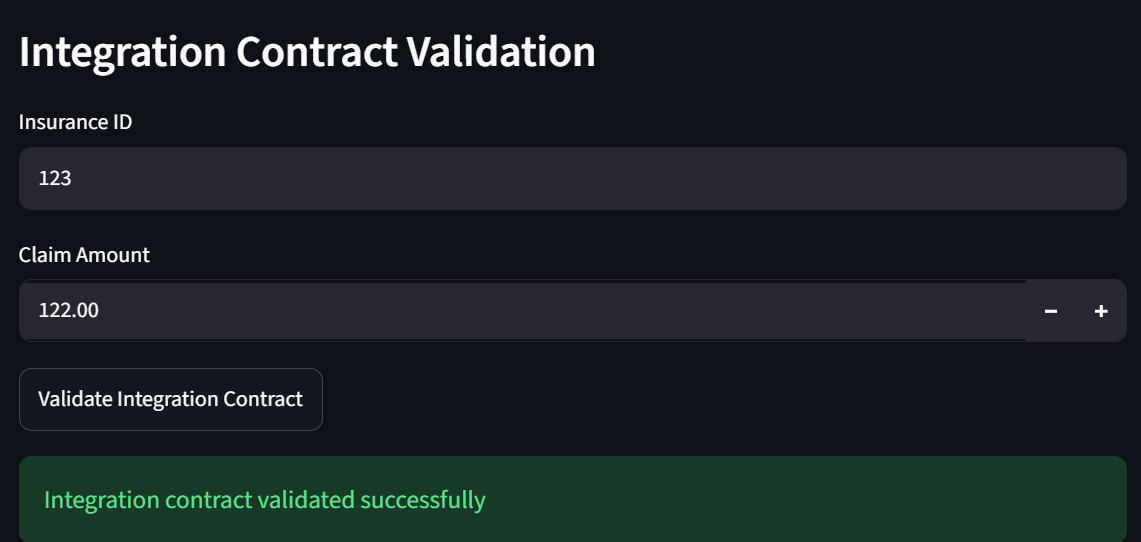 Integration Contract Validation
Insurance ID
123
Claim Amount
122.00
Validate Integration Contract
Integration contract validated successfully